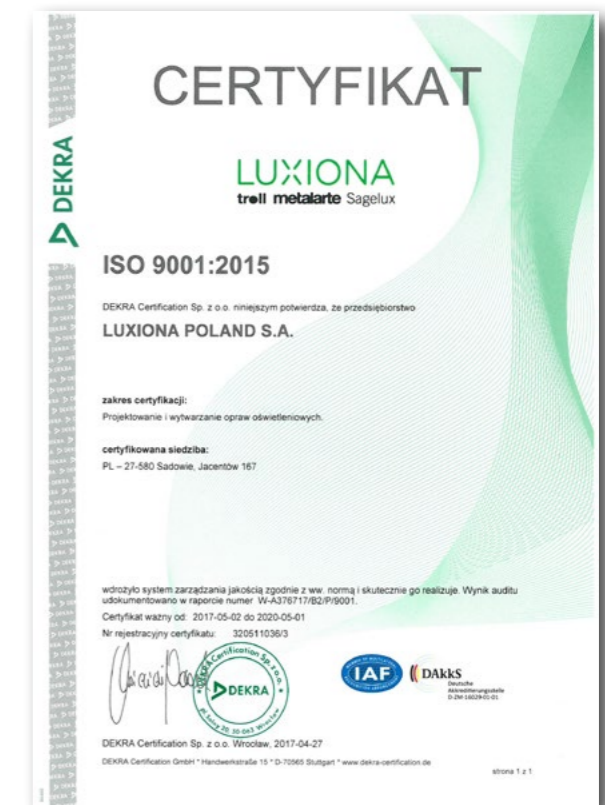 CERTYFIKAT
LUXIONA
troll metalarte Sagelux
DEKRA
ISO 9001:2015
DEKRA Certification Sp. z o.o. niniejszym potwierdza, że przedsiębiorstwo
LUXIONA POLAND S.A.
zakres certyfikacji:
Projektowanie i wytwarzanie opraw oświetleniowych.
certyfikowana siedziba:
PL – 27-580 Sadowie, Jacentów 167
wdrożyło system zarządzania jakością zgodnie z ww. normą i skutecznie go realizuje. Wynik auditu
udokumentowano w raporcie numer W-A376717/B2/P/9001.
Certyfikat ważny od: 2017-05-02 do 2020-05-01
Nr rejestracyjny certyfikatu: 320511036/3
DEKRA Certification Sp. z o.o.
DEKRA
IAF
DAkkS
Deutsche
Akkreditierungsstelle
D-ZM-16029-01-01
DEKRA Certification Sp. z o.o. Wrocław, 2017-04-27
DEKRA Certification GmbH * Handwerkstraße 15 * D-70565 Stuttgart * www.dekra-certification.de
strona 1 z 1